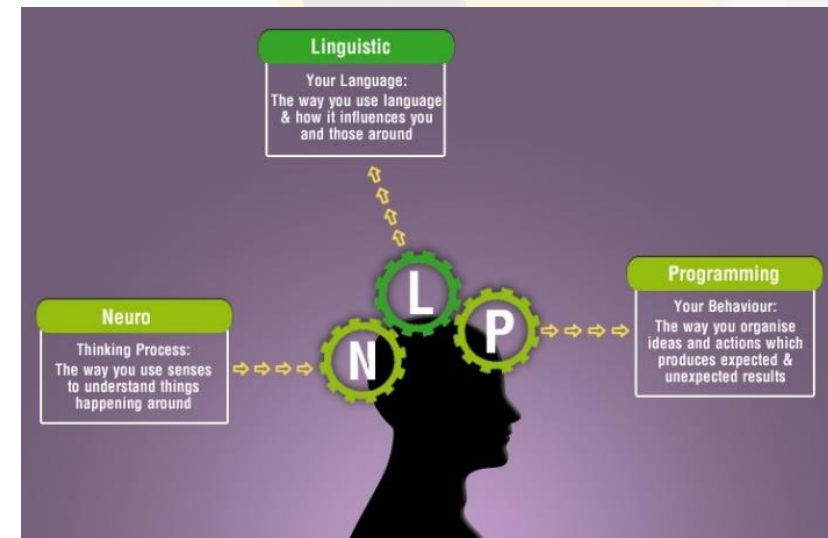 Linguistic
Your Language:
The way you use language
& how it influences you
and those around
N
L
P
Neuro
Thinking Process:
The way you use senses
to understand things
happening around
Programming
Your Behaviour:
The way you organise
ideas and actions which
produces expected &
unexpected results